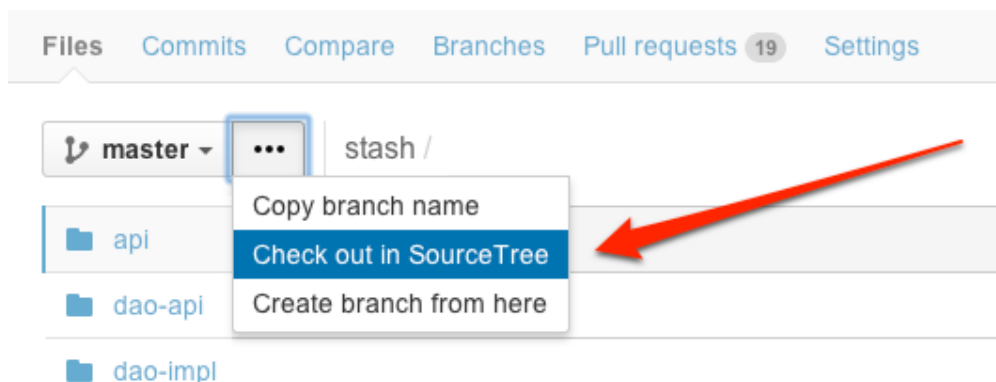 Files Commits Compare Branches Pull requests 19 Settings
master ... stash /
Copy branch name
api
Check out in SourceTree
dao-api
Create branch from here
dao-impl